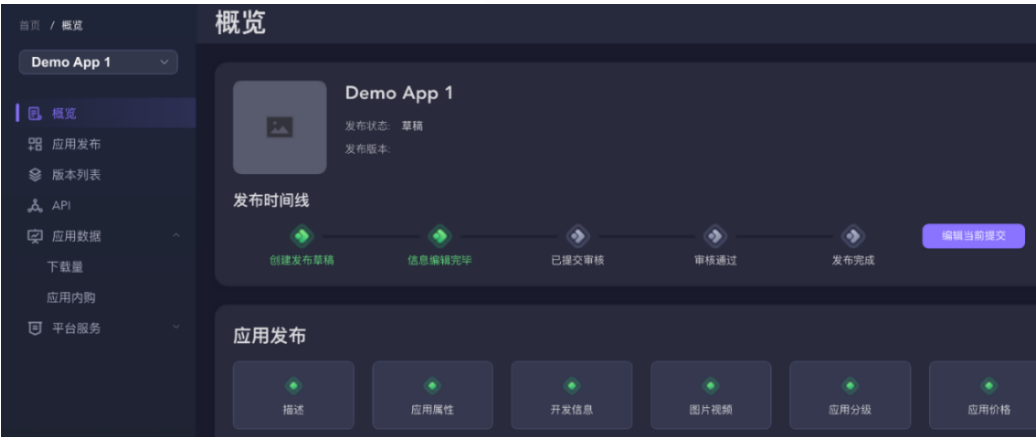 首页 / 概览
Demo App 1
概览
应用发布
版本列表
API
应用数据
下载量
应用内购
平台服务
概览
Demo App 1
发布状态: 草稿
发布版本:
发布时间线
创建发布草稿 信息编辑完毕 已提交审核 审核通过 发布完成 编辑当前提交
应用发布
描述 应用属性 开发信息 图片视频 应用分级 应用价格